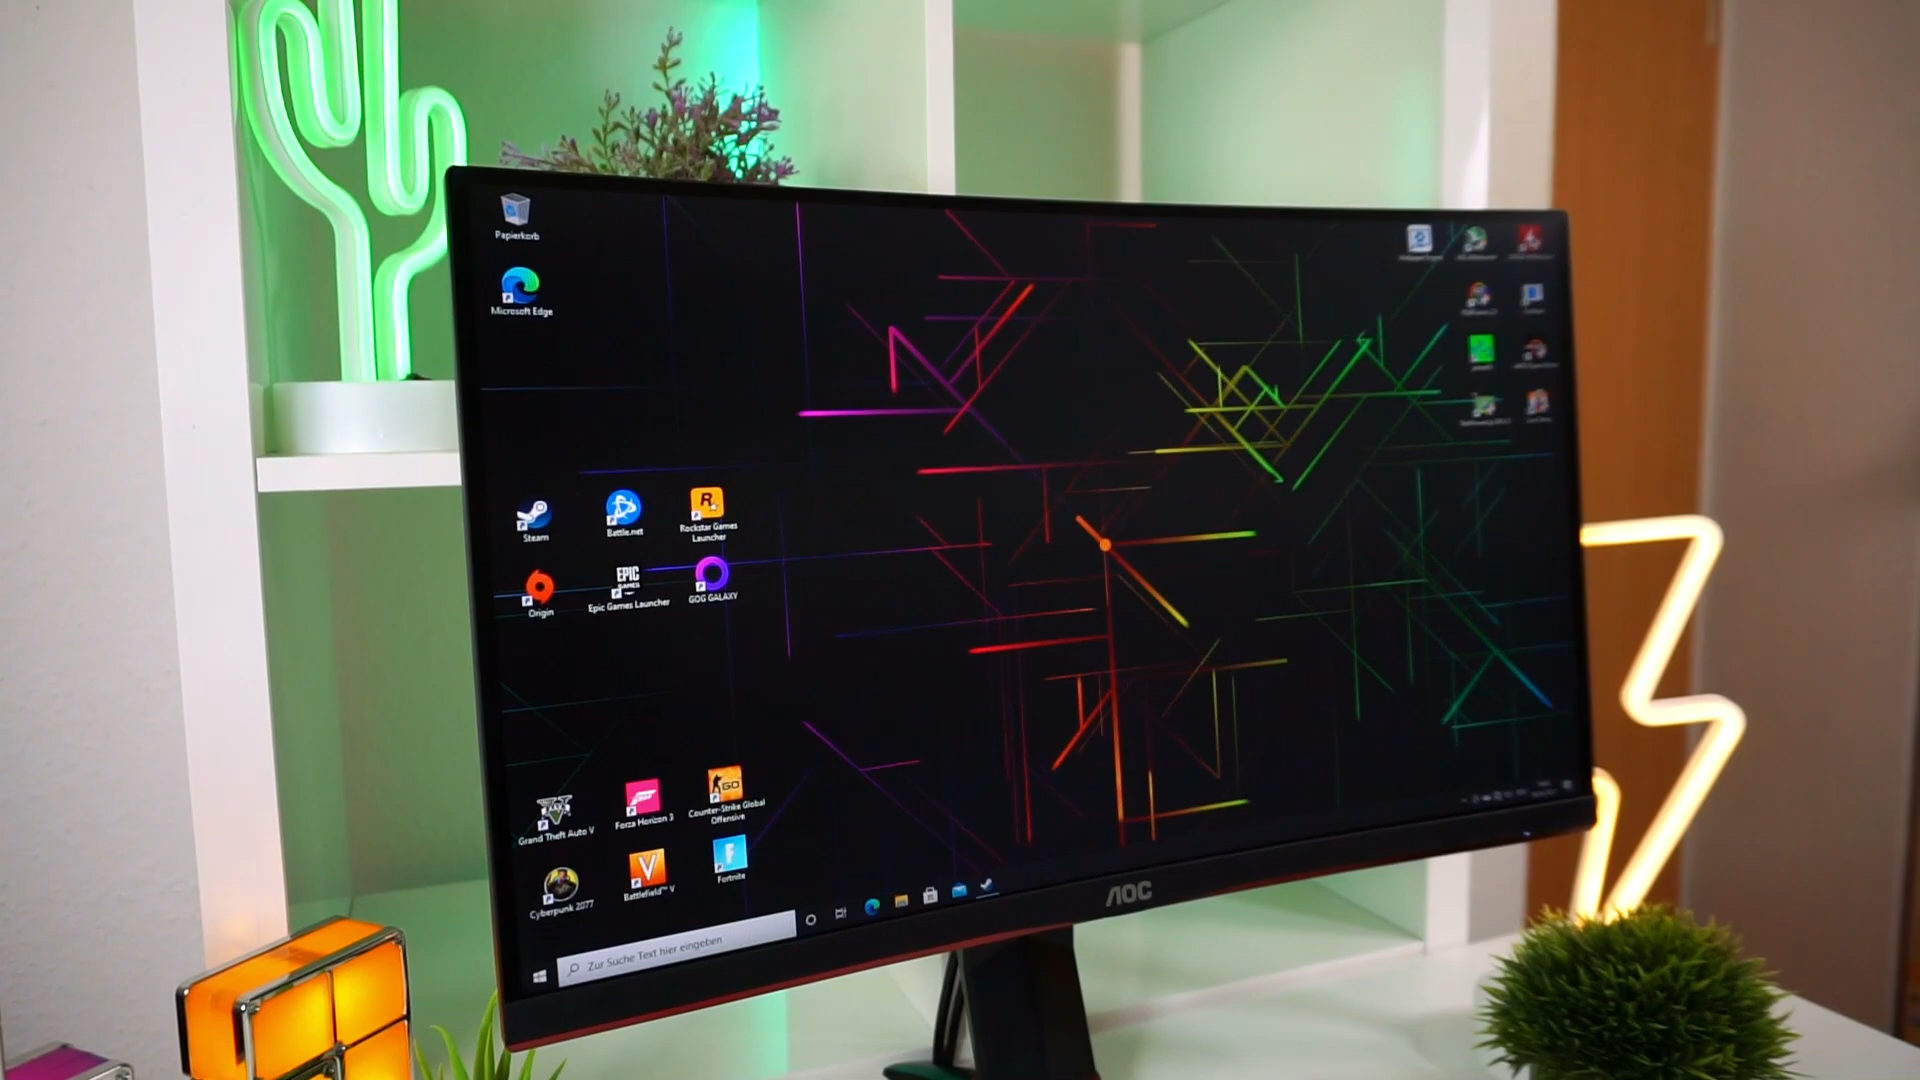 Papierkorb
Microsoft Edge
Steam
Battle.net
R
Rockstar Games
Launcher
Origin
EPIC
GAMES
Epic Games Launcher
GOG GALAXY
V
Grand Theft Auto V
Forza Horizon 3
GO
Counter-Strike Global
Offensive
Cyberpunk 2077
V
Battlefield™ V
F
Fortnite
Zur Suche Text hier eingeben
AOC